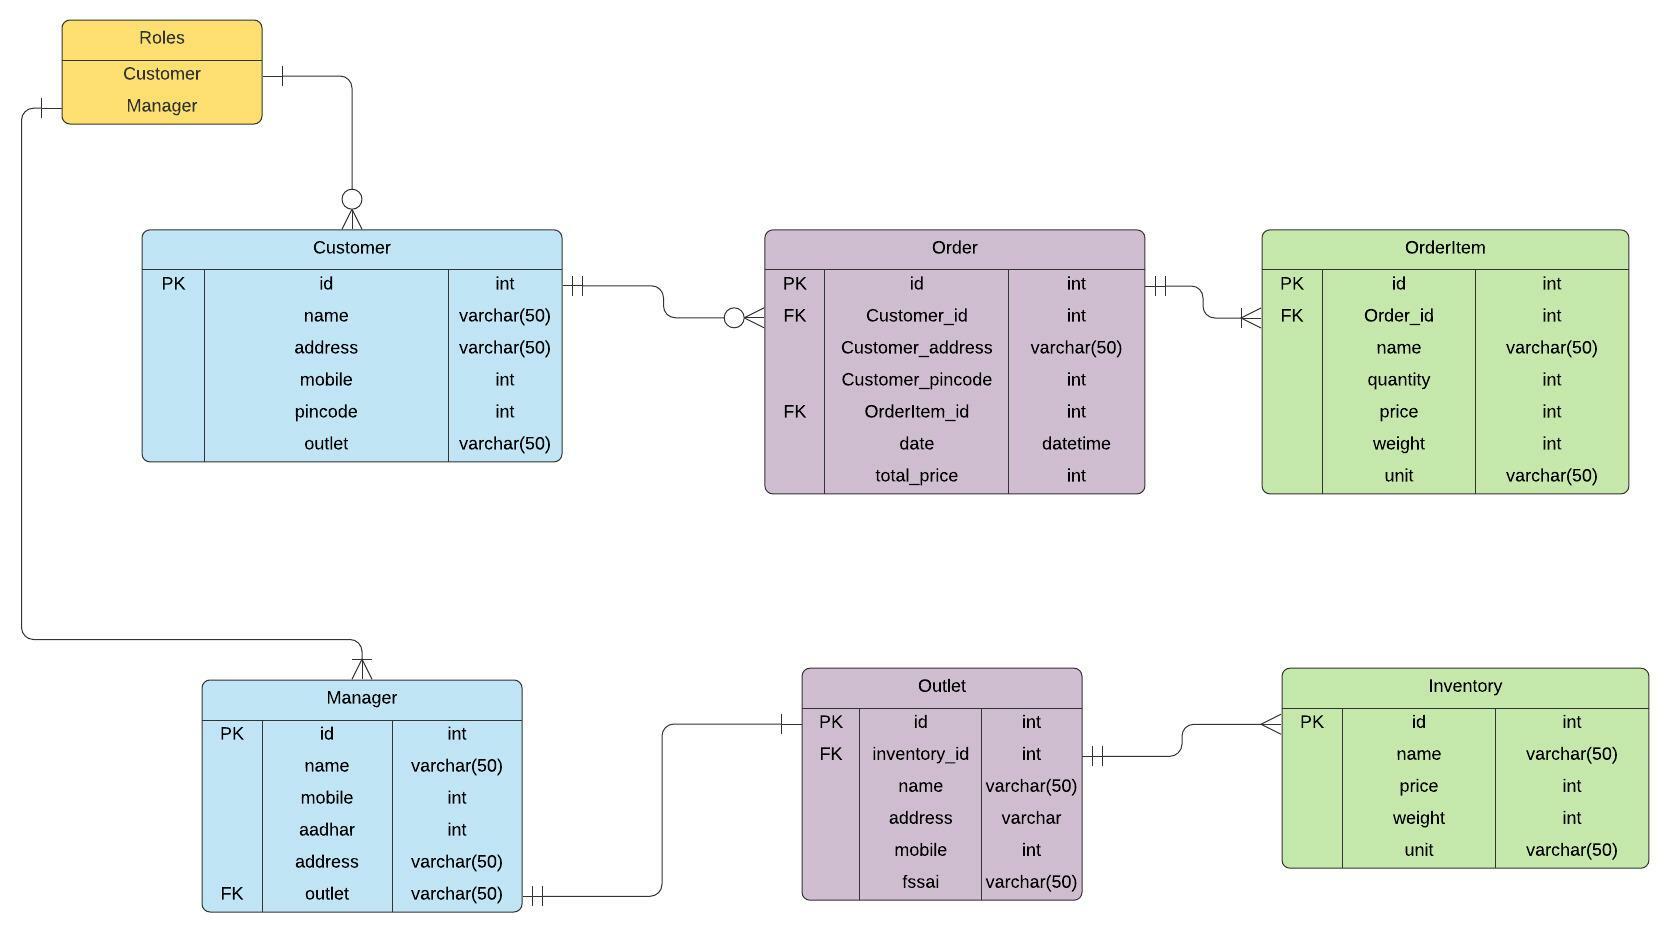 Roles
Customer
Manager
Customer
PK id int
name varchar(50)
address varchar(50)
mobile int
pincode int
outlet varchar(50)
Order
PK id int
FK Customer_id int
Customer_address varchar(50)
Customer_pincode int
FK OrderItem_id int
date datetime
total_price int
OrderItem
PK id int
FK Order_id int
name varchar(50)
quantity int
price int
weight int
unit varchar(50)
Manager
PK id int
name varchar(50)
mobile int
aadhar int
address varchar(50)
FK outlet varchar(50)
Outlet
PK id int
FK inventory_id int
name varchar(50)
address varchar
mobile int
fssai varchar(50)
Inventory
PK id int
name varchar(50)
price int
weight int
unit varchar(50)